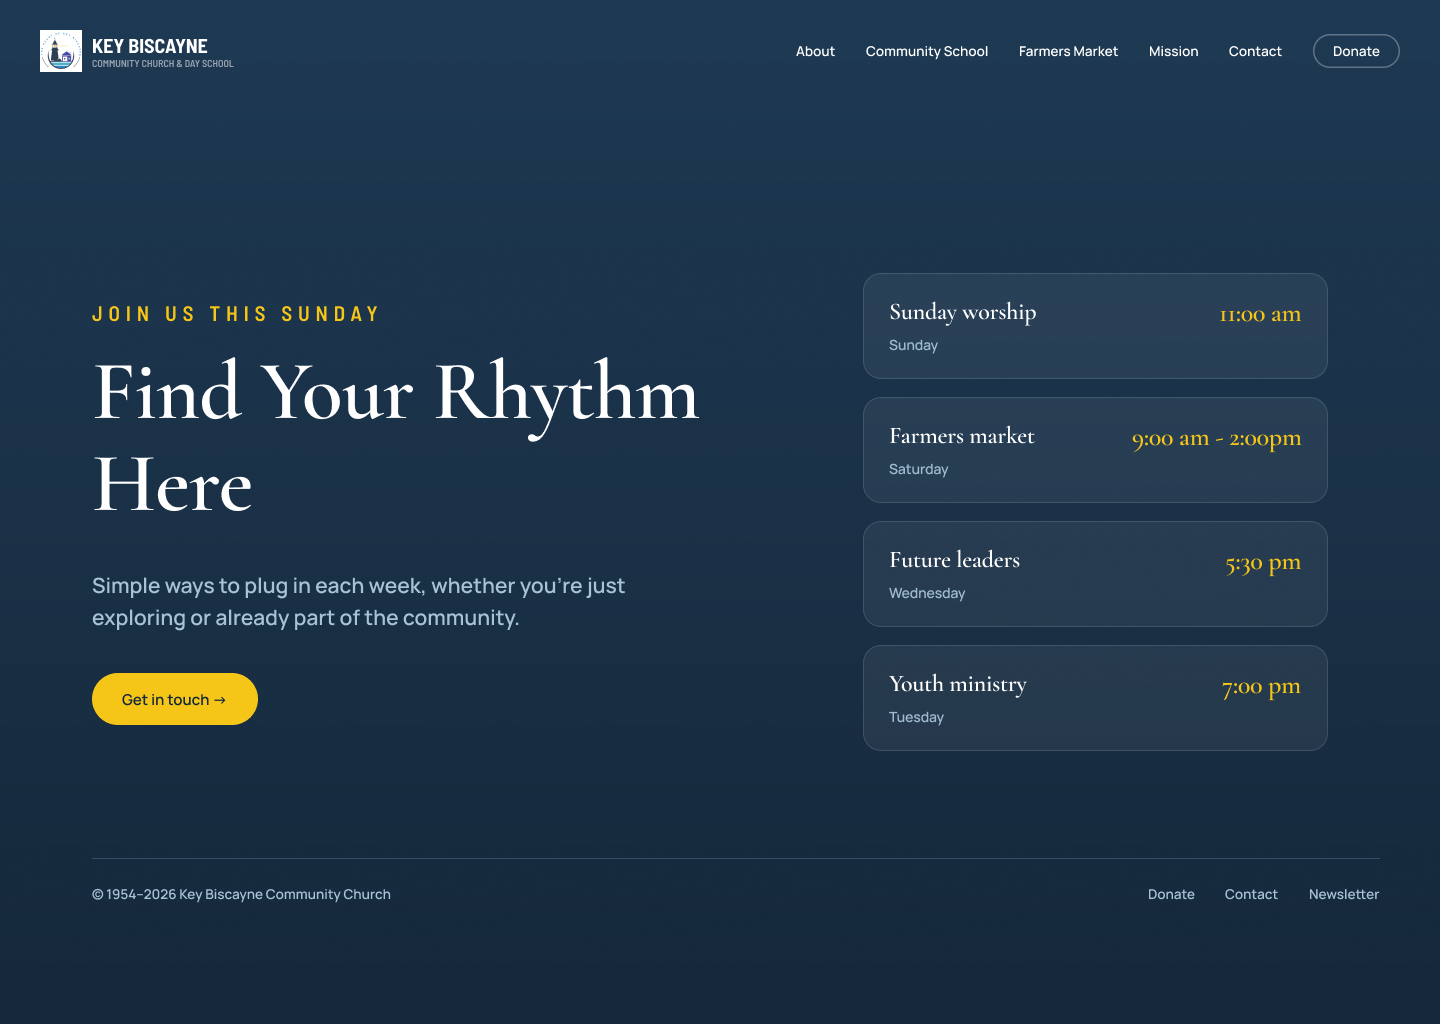 KEY BISCAYNE
COMMUNITY CHURCH & DAY SCHOOL
About Community School Farmers Market Mission Contact Donate
JOIN US THIS SUNDAY
Find Your Rhythm
Here
Simple ways to plug in each week, whether you’re just
exploring or already part of the community.
Get in touch →
Sunday worship 11:00 am
Sunday
Farmers market 9:00 am - 2:00pm
Saturday
Future leaders 5:30 pm
Wednesday
Youth ministry 7:00 pm
Tuesday
© 1954–2026 Key Biscayne Community Church
Donate Contact Newsletter